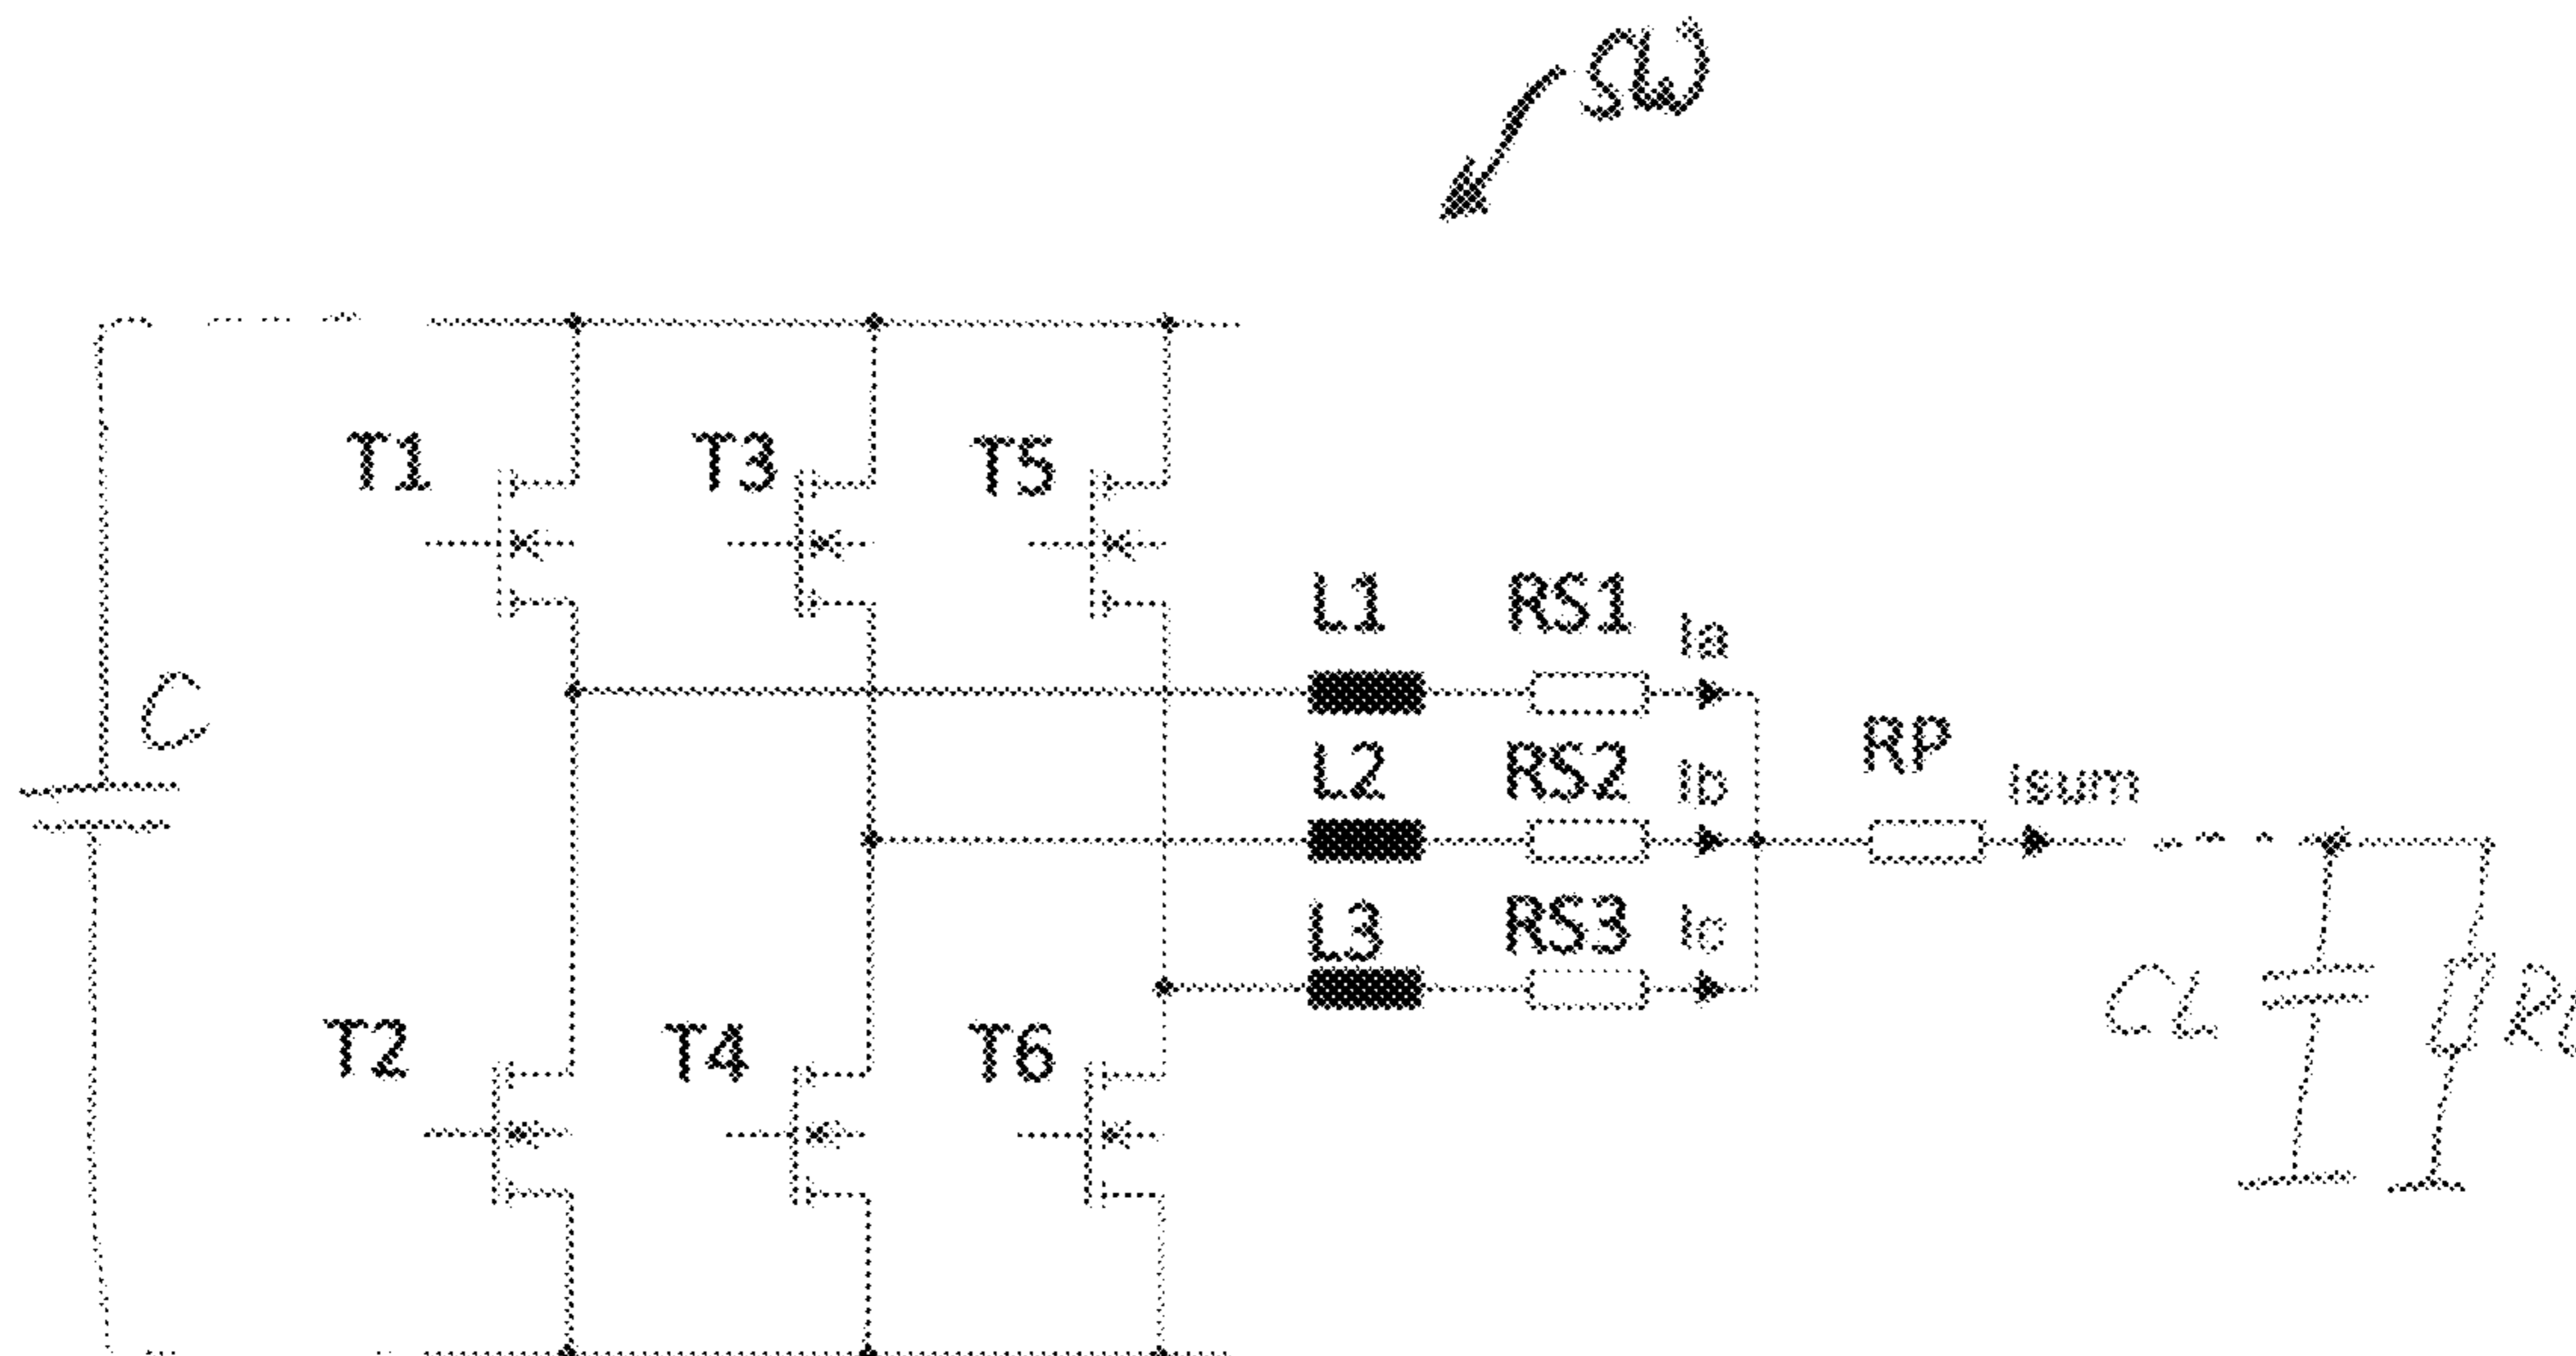 SW
T1 T3 T5
C
L1 RS1 Ia
L2 RS2 Ib
RP Isum
L3 RS3 Ic
T2 T4 T6
CL